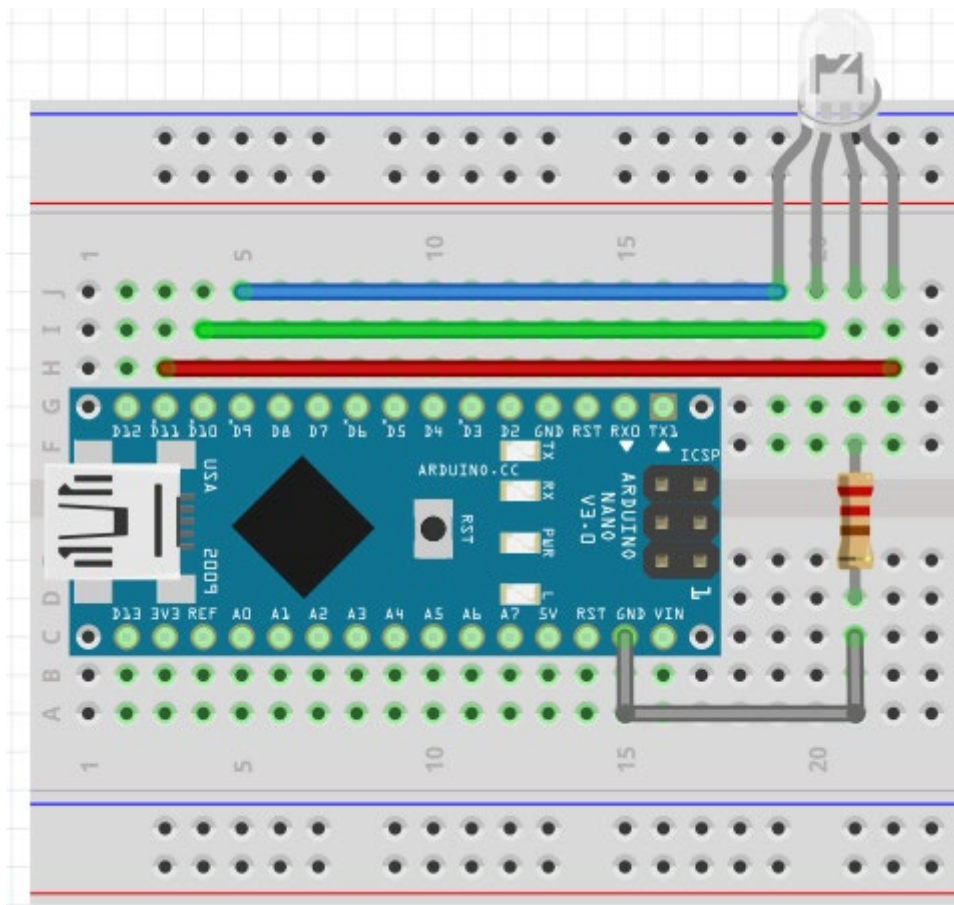 1 5 10 15 20
J
I
H
G
D12 D11 D10 D9 D8 D7 D6 D5 D4 D3 D2 GND RST RX0 TX1
F
USA
ARDUINO.CC
TX
ICSP
RX
ARDUINO
NANO
V3.0
RST
PWR
2009
L
1
D
D13 3V3 REF A0 A1 A2 A3 A4 A5 A6 A7 5V RST GND VIN
C
B
A
1 5 10 15 20